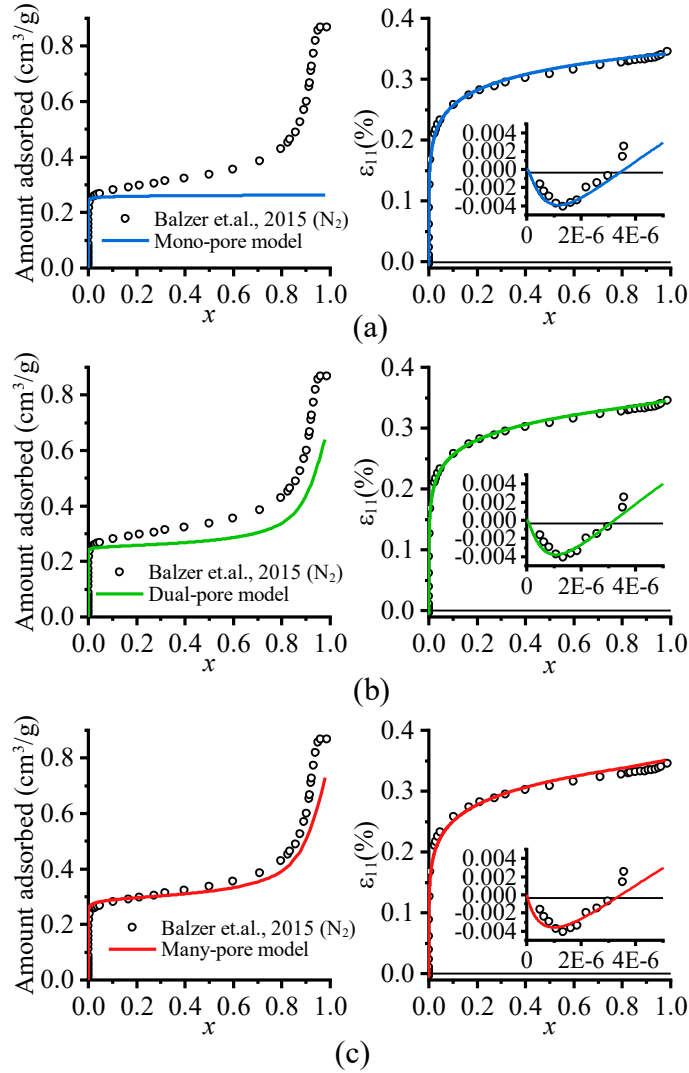 (a)
Amount adsorbed (cm³/g)
0.8
0.6
0.4
0.2
0.0
Balzer et.al., 2015 (N₂)
Mono-pore model
0.0 0.2 0.4 0.6 0.8 1.0
x
ε₁₁(%)
0.4
0.3
0.2
0.1
0.0
0.004
0.002
0.000
-0.002
-0.004
0 2E-6 4E-6
0.0 0.2 0.4 0.6 0.8 1.0
x
(a)
Amount adsorbed (cm³/g)
0.8
0.6
0.4
0.2
0.0
Balzer et.al., 2015 (N₂)
Dual-pore model
0.0 0.2 0.4 0.6 0.8 1.0
x
ε₁₁(%)
0.4
0.3
0.2
0.1
0.0
0.004
0.002
0.000
-0.002
-0.004
0 2E-6 4E-6
0.0 0.2 0.4 0.6 0.8 1.0
x
(b)
Amount adsorbed (cm³/g)
0.8
0.6
0.4
0.2
0.0
Balzer et.al., 2015 (N₂)
Many-pore model
0.0 0.2 0.4 0.6 0.8 1.0
x
ε₁₁(%)
0.4
0.3
0.2
0.1
0.0
0.004
0.002
0.000
-0.002
-0.004
0 2E-6 4E-6
0.0 0.2 0.4 0.6 0.8 1.0
x
(c)